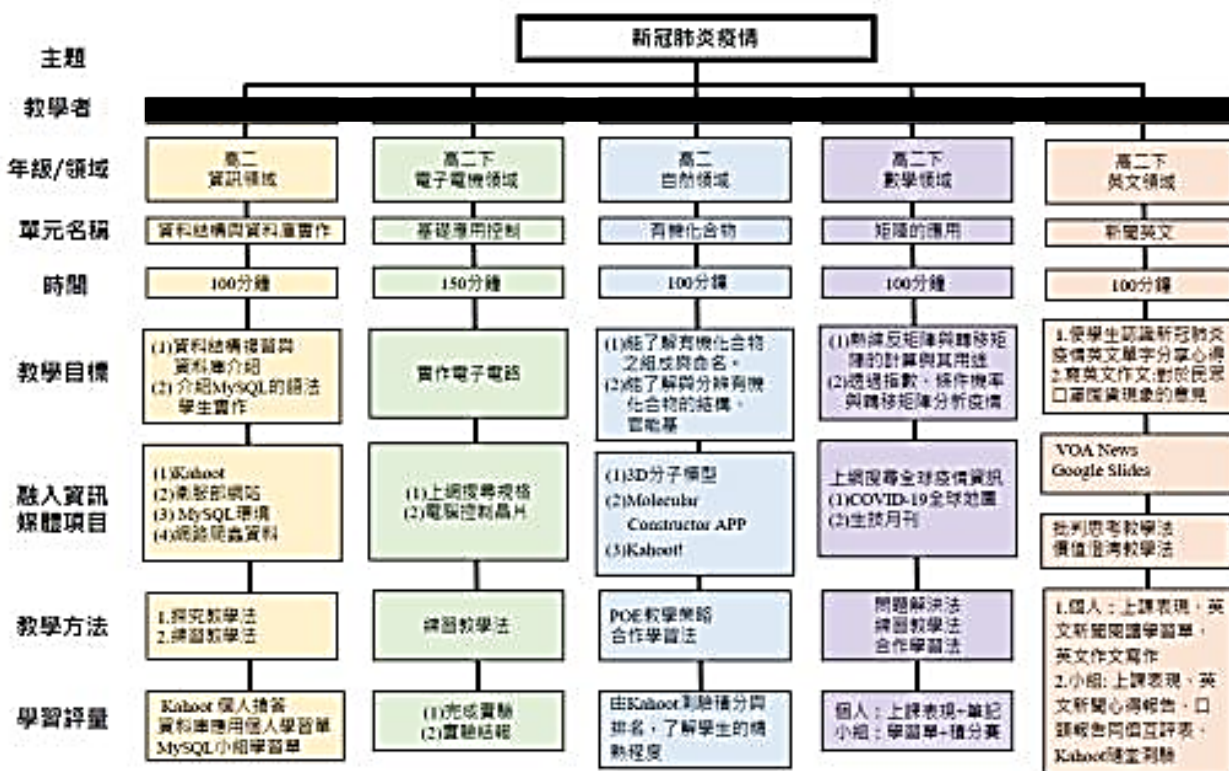 新冠肺炎疫情
主題
教學者
年級/領域
高二
資訊領域
高二下
電子電機領域
高二
自然領域
高二下
數學領域
高二下
英文領域
單元名稱
資料結構與資料庫實作
基礎應用控制
有機化合物
矩陣的應用
新聞英文
時間
100分鐘
150分鐘
100分鐘
100分鐘
100分鐘
教學目標
(1)資料結構複習與
資料庫介紹
(2) 介紹MySQL的語法
學生實作
實作電子電路
(1)能了解有機化合物
之組成與命名。
(2)能了解與分辨有機
化合物的結構、
官能基
(1)熟練反矩陣與轉移矩
陣的計算與其用途
(2)透過指數、條件機率
與轉移矩陣分析疫情
1.使學生認識新冠肺炎
疫情英文單字分享心得
2.寫英文作文:對於民眾
口罩囤貨現象的意見
融入資訊
媒體項目
(1)Kahoot
(2)衛服部網站
(3) MySQL環境
(4)網路爬蟲資料
(1)上網搜尋規格
(2)電腦控制晶片
(1)3D分子模型
(2)Molecular
Constructor APP
(3)Kahoot!
上網搜尋全球疫情資訊
(1)COVID-19全球地圖
(2)生技月刊
VOA News
Google Slides
教學方法
1.探究教學法
2.練習教學法
練習教學法
POE教學策略
合作學習法
問題解決法
練習教學法
合作學習法
批判思考教學法
價值澄清教學法
學習評量
Kahoot 個人搶答
資料庫應用個人學習單
MySQL小組學習單
(1)完成實驗
(2)實驗結報
由Kahoot測驗積分與
排名，了解學生的精
熟程度
個人：上課表現+筆記
小組：學習單+積分賽
1.個人：上課表現、英
文新聞閱讀學習單、
英文作文寫作
2.小組: 上課表現、英
文新聞心得報告、口
頭報告同儕互評表、
Kahoot隨堂測驗